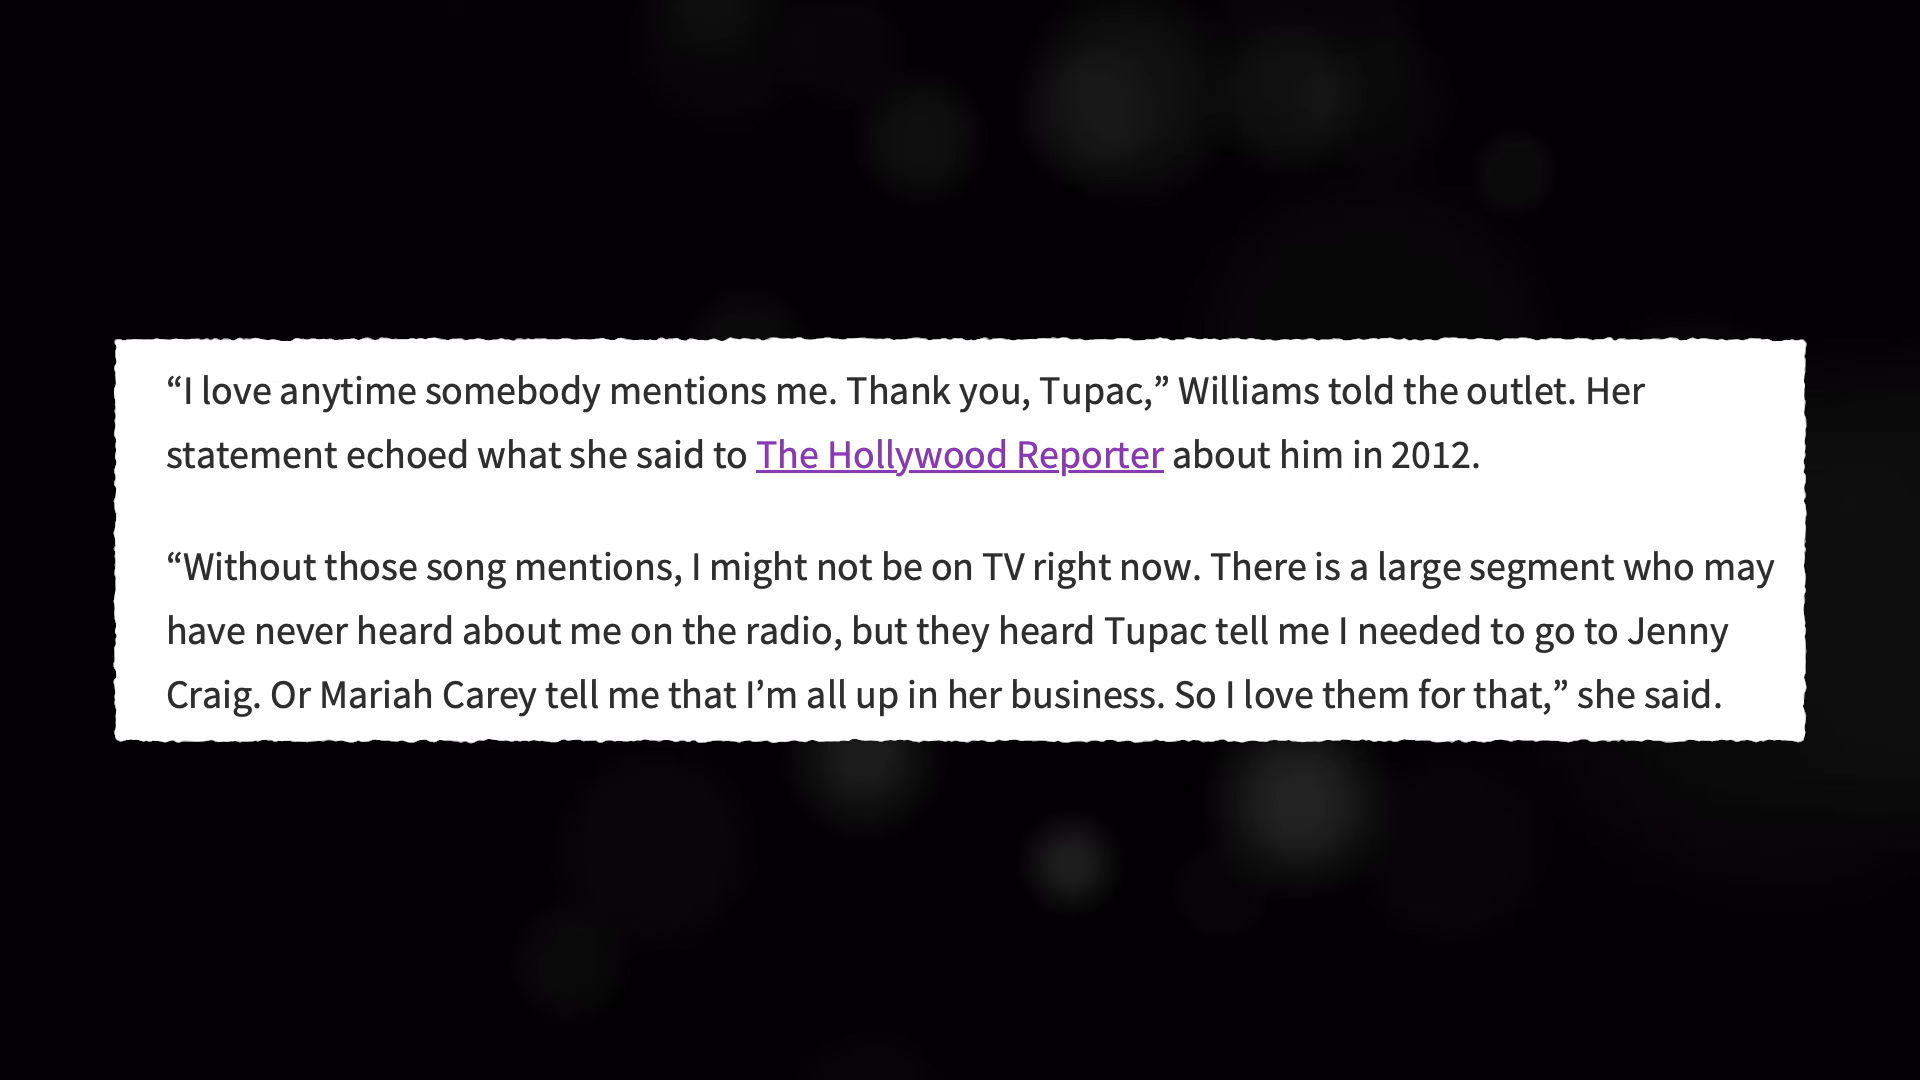 “I love anytime somebody mentions me. Thank you, Tupac,” Williams told the outlet. Her
statement echoed what she said to The Hollywood Reporter about him in 2012.
“Without those song mentions, I might not be on TV right now. There is a large segment who may
have never heard about me on the radio, but they heard Tupac tell me I needed to go to Jenny
Craig. Or Mariah Carey tell me that I’m all up in her business. So I love them for that,” she said.